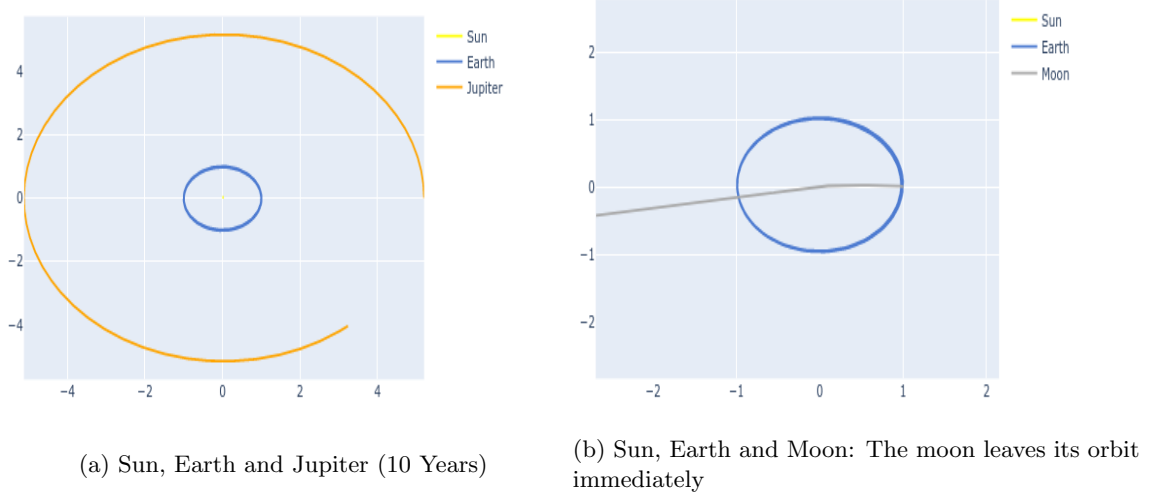 Sun
Earth
Jupiter
4
2
0
−2
−4
−4
−2
0
2
4
(a) Sun, Earth and Jupiter (10 Years)
Sun
Earth
Moon
2
1
0
−1
−2
−2
−1
0
1
2
(b) Sun, Earth and Moon: The moon leaves its orbit
immediately